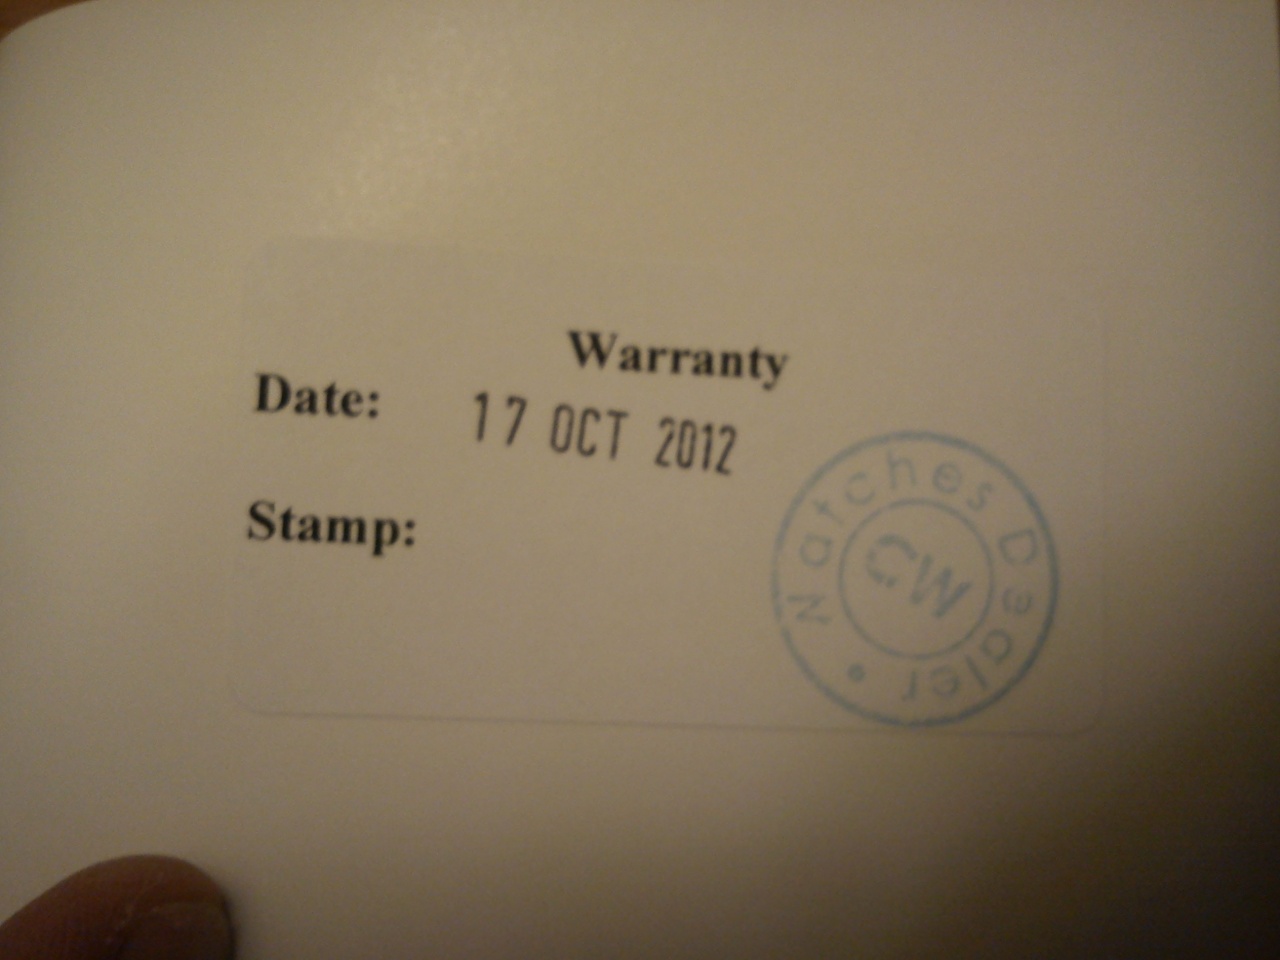 Warranty
Date: 17 OCT 2012
Stamp:
Watches Dealer
CW